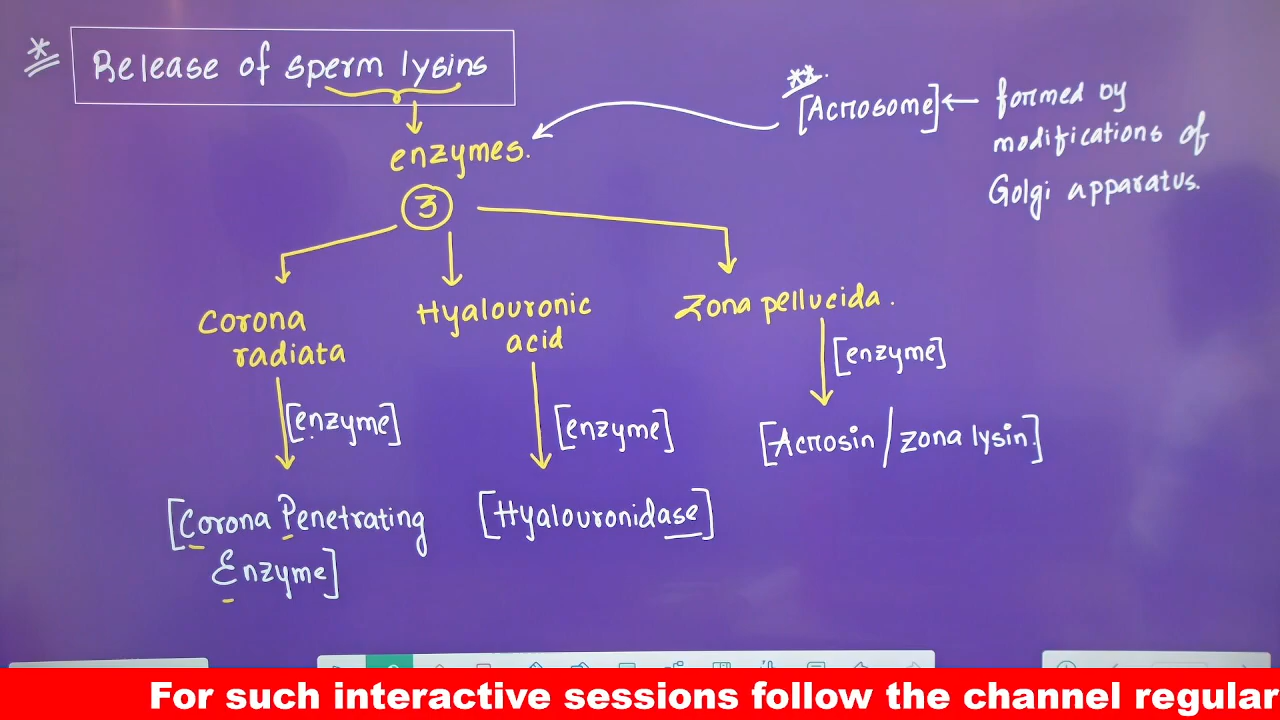 * Release of sperm lysins
**.
[Acrosome] ← formed by
modifications of
Golgi apparatus.
enzymes.
3
Corona
radiata
Hyalouronic
acid
Zona pellucida.
[enzyme]
[enzyme]
[enzyme]
[Acrosin / zona lysin.]
[Corona Penetrating
Enzyme]
[Hyalouronidase]
For such interactive sessions follow the channel regular